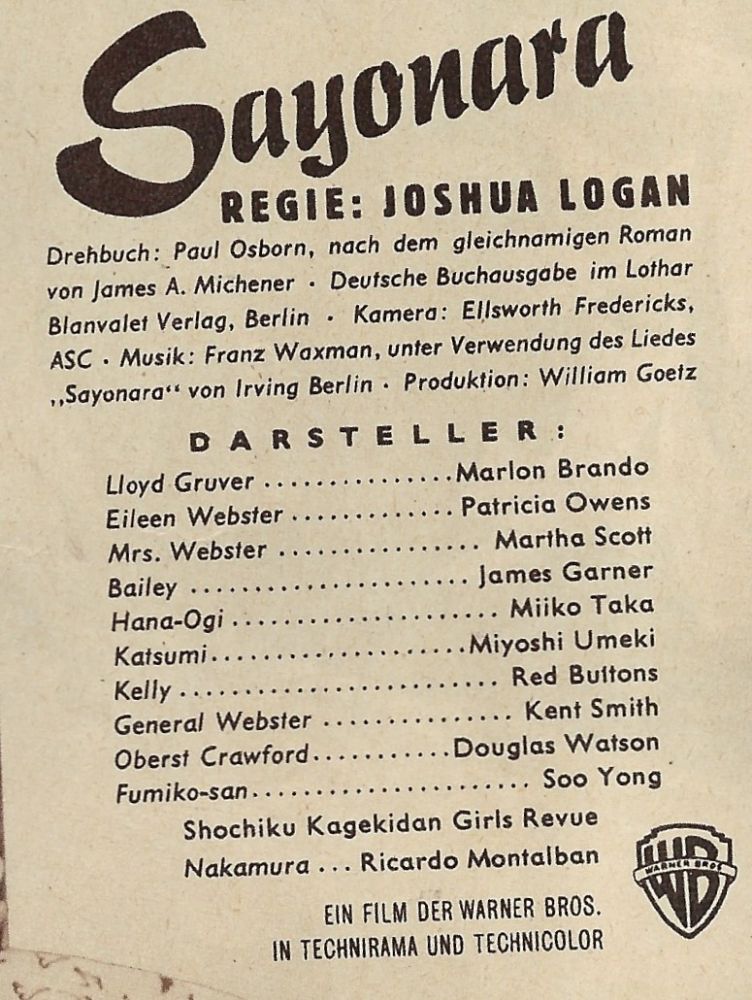 Sayonara
REGIE: JOSHUA LOGAN
Drehbuch: Paul Osborn, nach dem gleichnamigen Roman
von James A. Michener · Deutsche Buchausgabe im Lothar
Blanvalet Verlag, Berlin · Kamera: Ellsworth Fredericks,
ASC · Musik: Franz Waxman, unter Verwendung des Liedes
„Sayonara“ von Irving Berlin · Produktion: William Goetz
DARSTELLER:
Lloyd Gruver ............... Marlon Brando
Eileen Webster ............. Patricia Owens
Mrs. Webster ................ Martha Scott
Bailey ...................... James Garner
Hana-Ogi ..................... Miiko Taka
Katsumi .................... Miyoshi Umeki
Kelly ......................... Red Buttons
General Webster ............... Kent Smith
Oberst Crawford ........... Douglas Watson
Fumiko-san ...................... Soo Yong
Shochiku Kagekidan Girls Revue
Nakamura ... Ricardo Montalban
WB
WARNER BROS
EIN FILM DER WARNER BROS.
IN TECHNIRAMA UND TECHNICOLOR